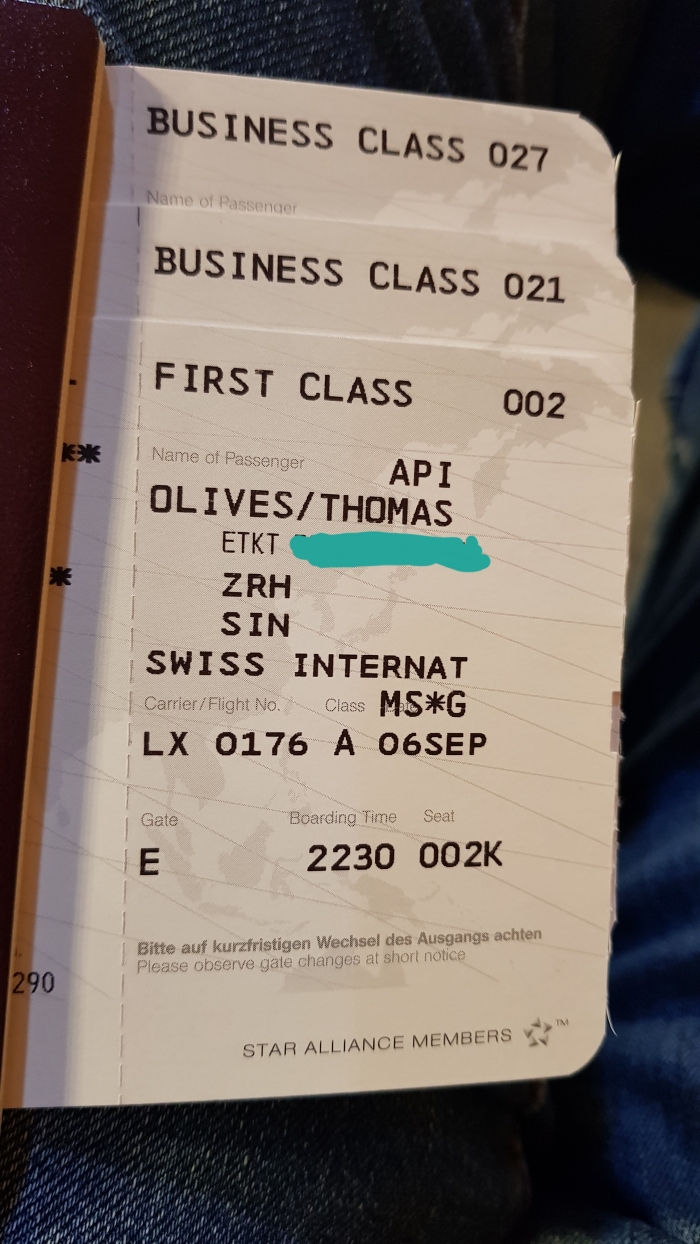 BUSINESS CLASS 027
Name of Passenger
BUSINESS CLASS 021
FIRST CLASS 002
Name of Passenger API
OLIVES/THOMAS
ETKT
ZRH
SIN
SWISS INTERNAT
Carrier/Flight No. Class MS*G
LX 0176 A 06SEP
Gate Boarding Time Seat
E 2230 002K
Bitte auf kurzfristigen Wechsel des Ausgangs achten
Please observe gate changes at short notice
290
STAR ALLIANCE MEMBERS ™